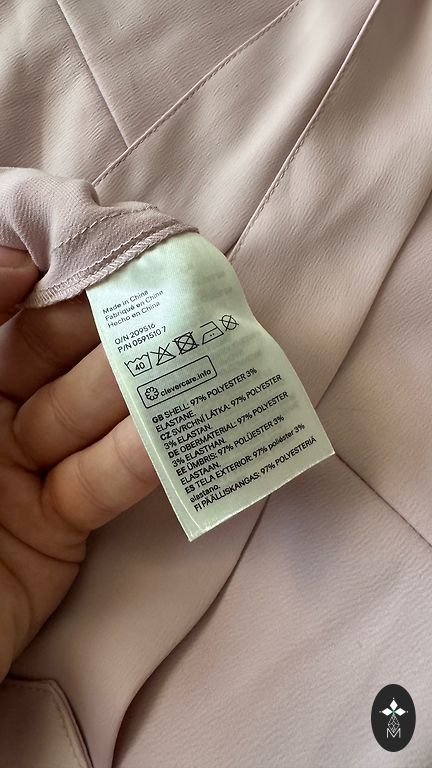 Made in China
Fabriqué en Chine
Hecho en China
O/N 209516
P/N 0591510 7
40
clevercare.info
GB SHELL: 97% POLYESTER 3%
ELASTANE.
CZ SVRCHNÍ LÁTKA: 97% POLYESTER
3% ELASTAN.
DE OBERMATERIAL: 97% POLYESTER
3% ELASTHAN.
EE ÜMBRIS: 97% POLÜESTER 3%
ELASTAAN.
ES TELA EXTERIOR: 97% poliéster 3%
elastano.
FI PÄÄLLISKANGAS: 97% POLYESTERIÄ
M